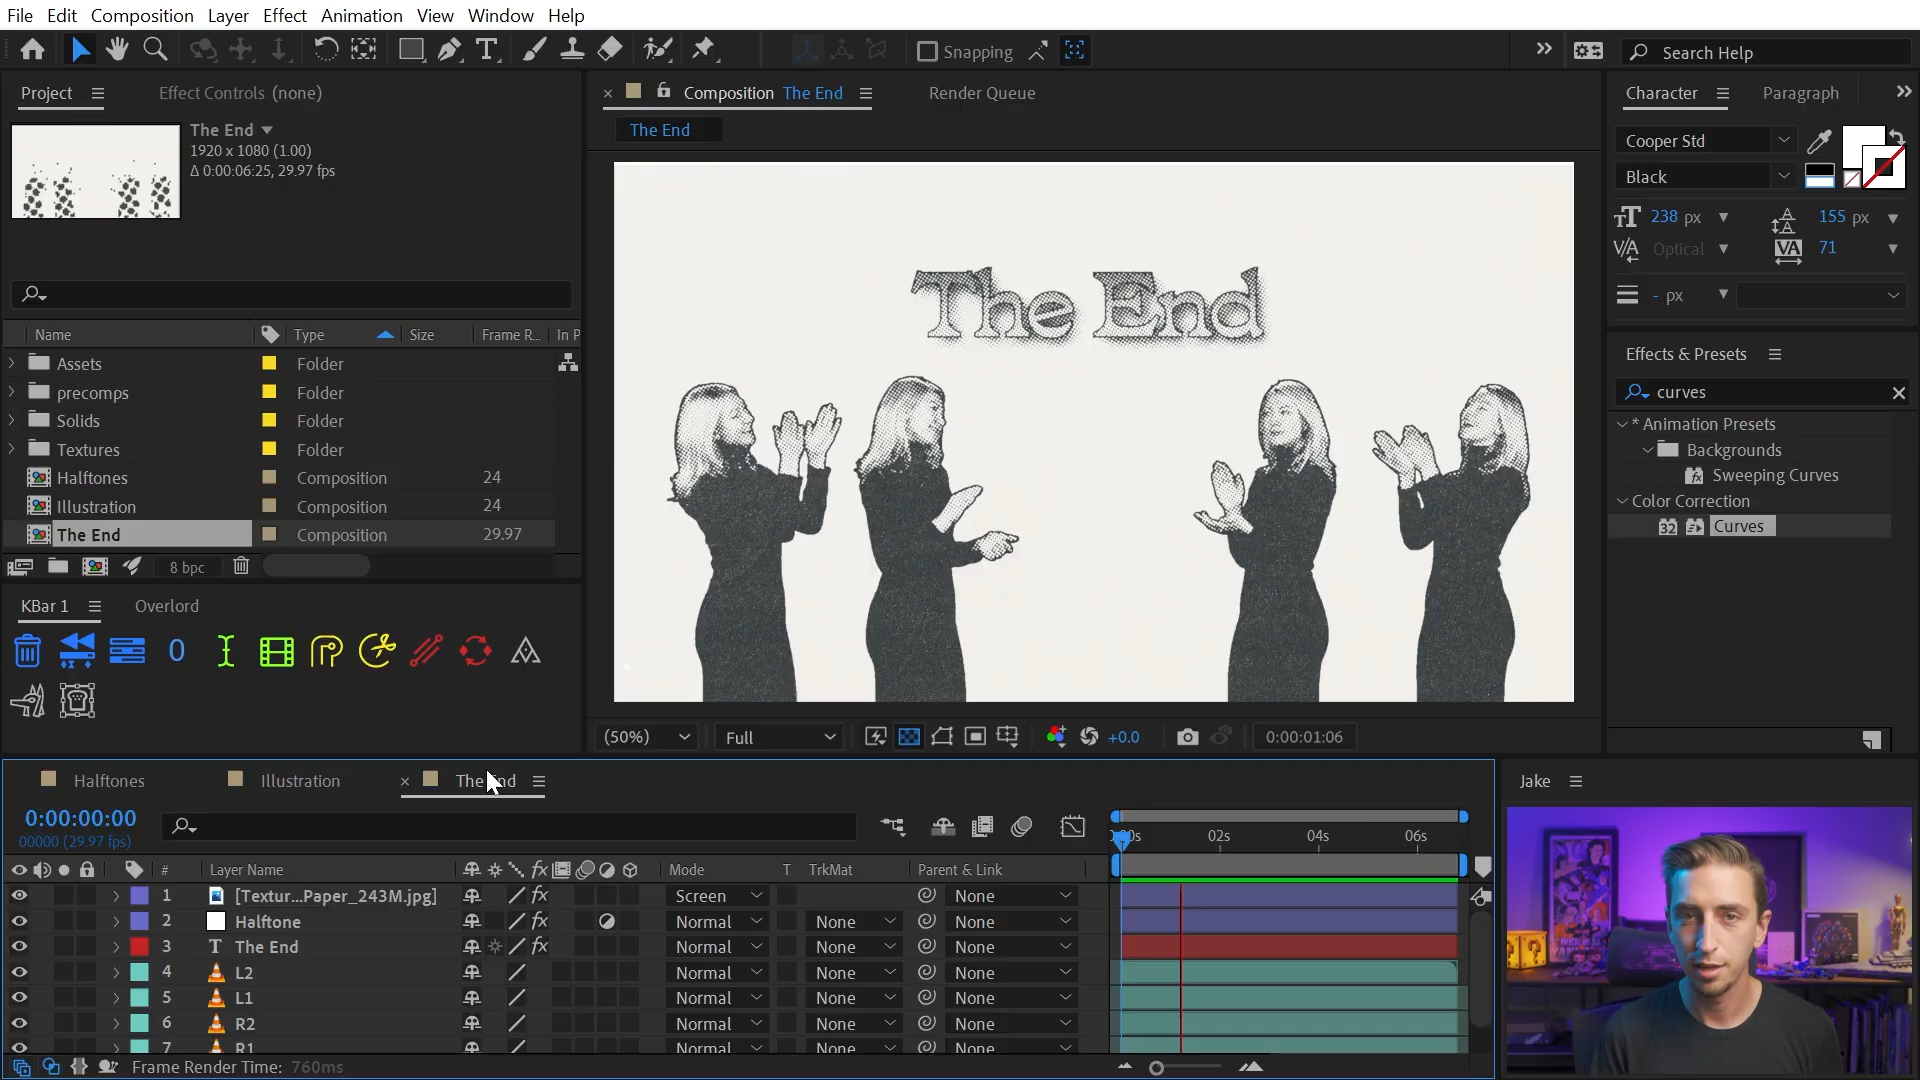 File Edit Composition Layer Effect Animation View Window Help
Snapping
Search Help
Project
Effect Controls (none)
The End
1920 x 1080 (1.00)
Δ 0:00:06:25, 29.97 fps
Name Type Size Frame R... In P
Assets Folder
precomps Folder
Solids Folder
Textures Folder
Halftones Composition 24
Illustration Composition 24
The End Composition 29.97
8 bpc
KBar 1
Overlord
0
Composition The End
Render Queue
The End
The End
(50%)
Full
+0.0
0:00:01:06
Character
Paragraph
Cooper Std
Black
238 px
155 px
Optical
71
- px
Effects & Presets
curves
* Animation Presets
Backgrounds
Sweeping Curves
Color Correction
32 Curves
Halftones
Illustration
The End
0:00:00:00
00000 (29.97 fps)
02s 04s 06s
# Layer Name fx Mode T TrkMat Parent & Link
1 [Textur...Paper_243M.jpg] fx Screen None
2 Halftone fx Normal None None
3 T The End fx Normal None None
4 L2 Normal None None
5 L1 Normal None None
6 R2 Normal None None
7 R1 Normal None None
Frame Render Time: 760ms
Jake